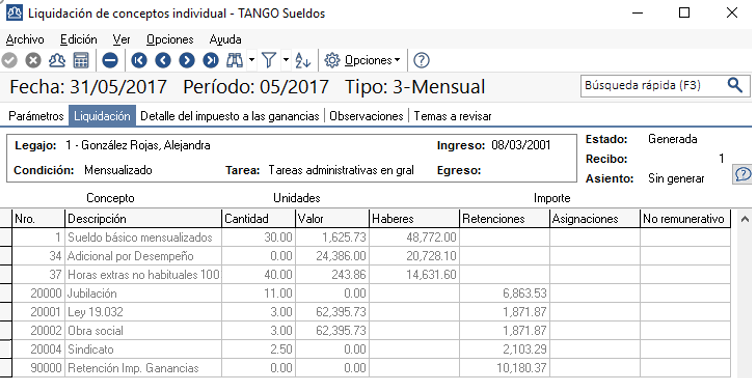 Liquidación de conceptos individual - TANGO Sueldos
Archivo Edición Ver Opciones Ayuda
Opciones
Fecha: 31/05/2017 Período: 05/2017 Tipo: 3-Mensual Búsqueda rápida (F3)
Parámetros Liquidación Detalle del impuesto a las ganancias Observaciones Temas a revisar
Legajo: 1 - González Rojas, Alejandra Ingreso: 08/03/2001 Estado: Generada
Recibo: 1
Condición: Mensualizado Tarea: Tareas administrativas en gral Egreso: Asiento: Sin generar
Concepto Unidades Importe
Nro. Descripción Cantidad Valor Haberes Retenciones Asignaciones No remunerativo
1 Sueldo básico mensualizados 30.00 1,625.73 48,772.00
34 Adicional por Desempeño 0.00 24,386.00 20,728.10
37 Horas extras no habituales 100 40.00 243.86 14,631.60
20000 Jubilación 11.00 0.00 6,863.53
20001 Ley 19.032 3.00 62,395.73 1,871.87
20002 Obra social 3.00 62,395.73 1,871.87
20004 Sindicato 2.50 0.00 2,103.29
90000 Retención Imp. Ganancias 0.00 0.00 10,180.37